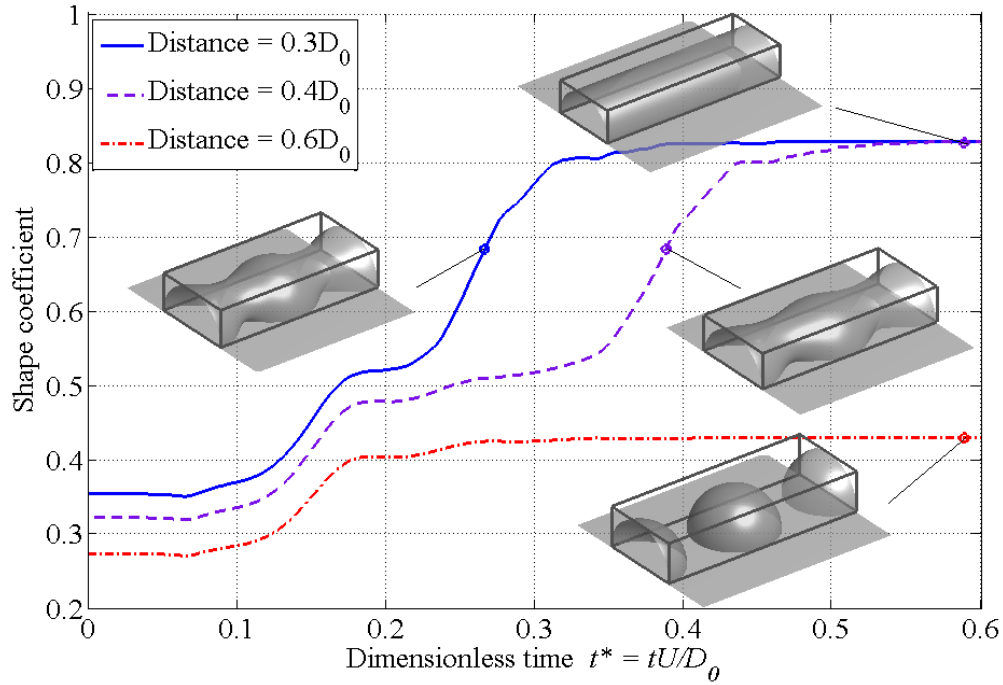 1
0.9
0.8
0.7
0.6
0.5
0.4
0.3
0.2
Shape coefficient
Distance = 0.3D0
Distance = 0.4D0
Distance = 0.6D0
0 0.1 0.2 0.3 0.4 0.5 0.6
Dimensionless time t* = tU/D0